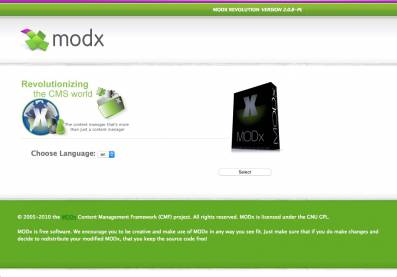 MODX REVOLUTION VERSION 2.0.8-PL
modx
Revolutionizing
the CMS world
The content manager that's more
than just a content manager
MODx
Choose Language: en
Select
© 2005-2010 the MODx Content Management Framework (CMF) project. All rights reserved. MODx is licensed under the GNU GPL.
MODx is free software. We encourage you to be creative and make use of MODx in any way you see fit. Just make sure that if you do make changes and
decide to redistribute your modified MODx, that you keep the source code free!